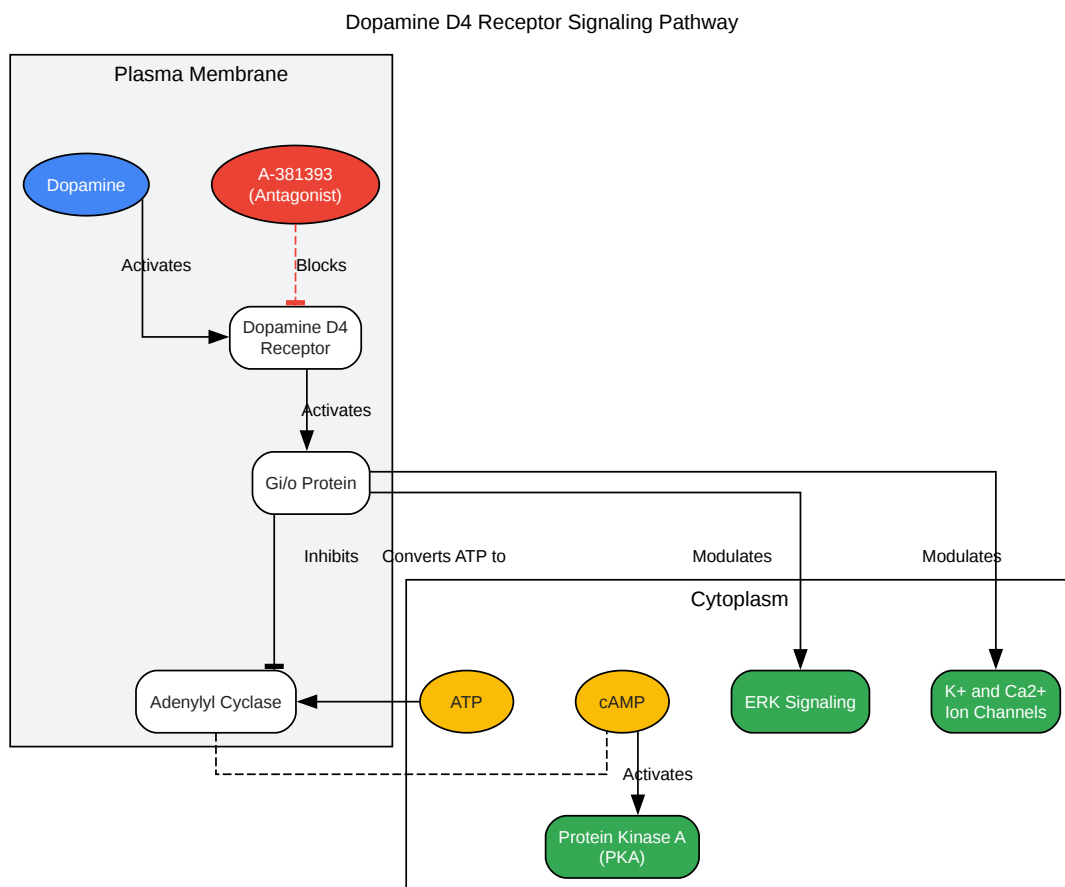 Dopamine D4 Receptor Signaling Pathway
Plasma Membrane
Dopamine
A-381393
(Antagonist)
Activates
Blocks
Dopamine D4
Receptor
Activates
Gi/o Protein
Inhibits
Converts ATP to
Modulates
Modulates
Cytoplasm
Adenylyl Cyclase
ATP
cAMP
ERK Signaling
K+ and Ca2+
Ion Channels
Activates
Protein Kinase A
(PKA)